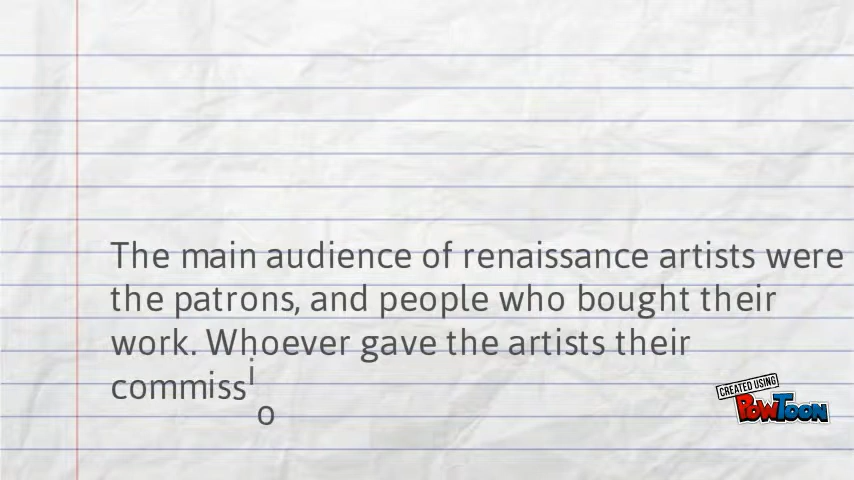 The main audience of renaissance artists were
the patrons, and people who bought their
work. Whoever gave the artists their
commissio
CREATED USING
POWTOON